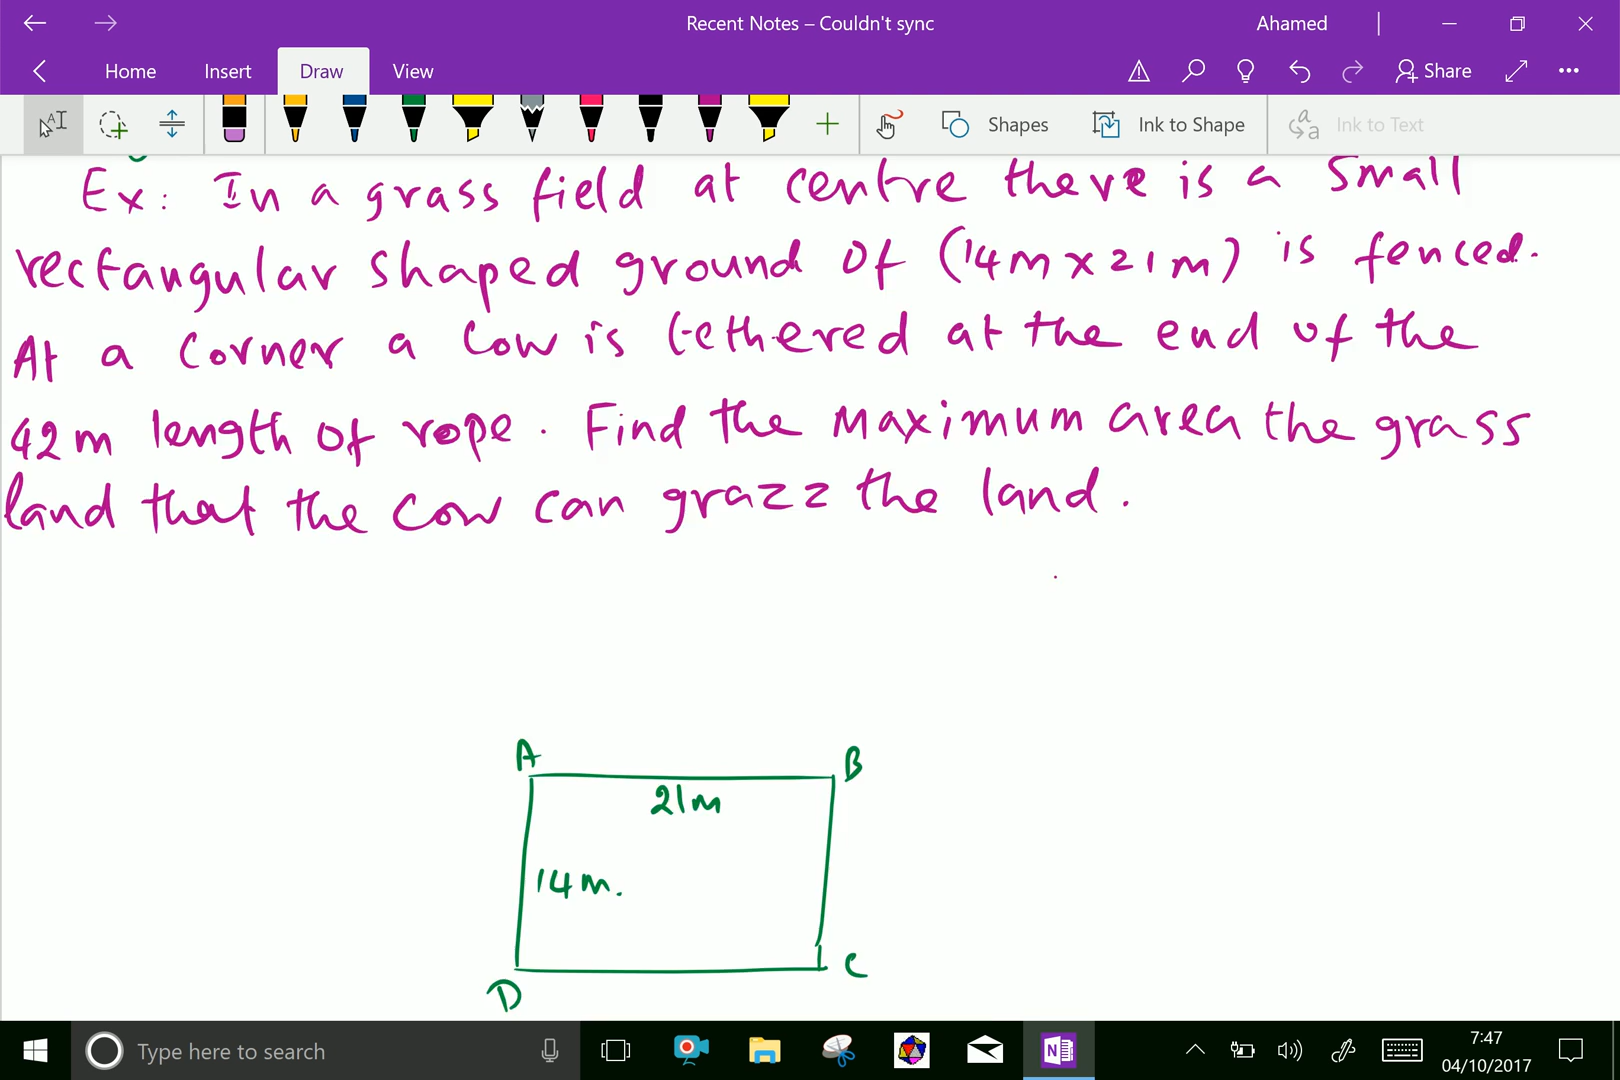 Recent Notes – Couldn't sync
Ahamed
Home Insert Draw View
Share
Shapes
Ink to Shape
Ink to Text
Ex: In a grass field at centre there is a small
rectangular shaped ground of (14m x 21m) is fenced.
At a corner a cow is tethered at the end of the
42m length of rope. Find the maximum area the grass
land that the cow can grazz the land.
A
B
21m
14m.
D
C
Type here to search
7:47
04/10/2017